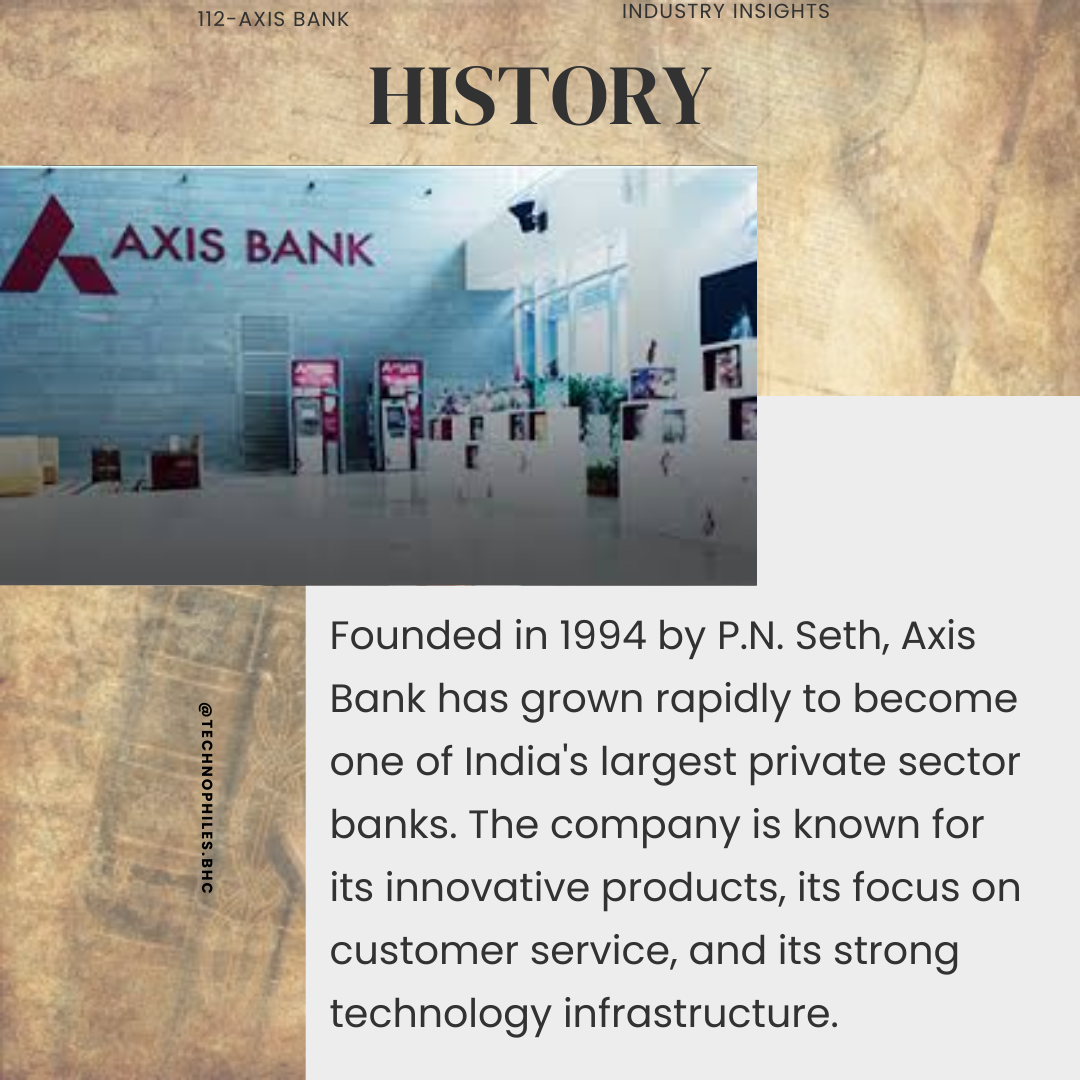 112-AXIS BANK
INDUSTRY INSIGHTS
HISTORY
AXIS BANK
Founded in 1994 by P.N. Seth, Axis
Bank has grown rapidly to become
one of India's largest private sector
banks. The company is known for
its innovative products, its focus on
customer service, and its strong
technology infrastructure.
@TECHNOPHILES.BHC